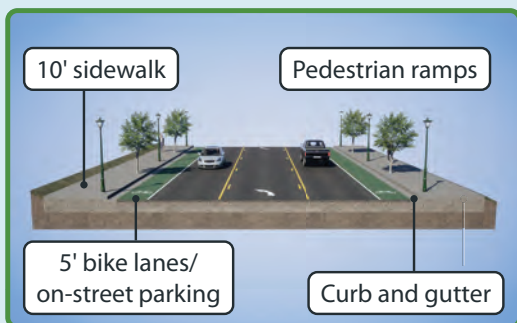 10' sidewalk
Pedestrian ramps
5' bike lanes/
on-street parking
Curb and gutter